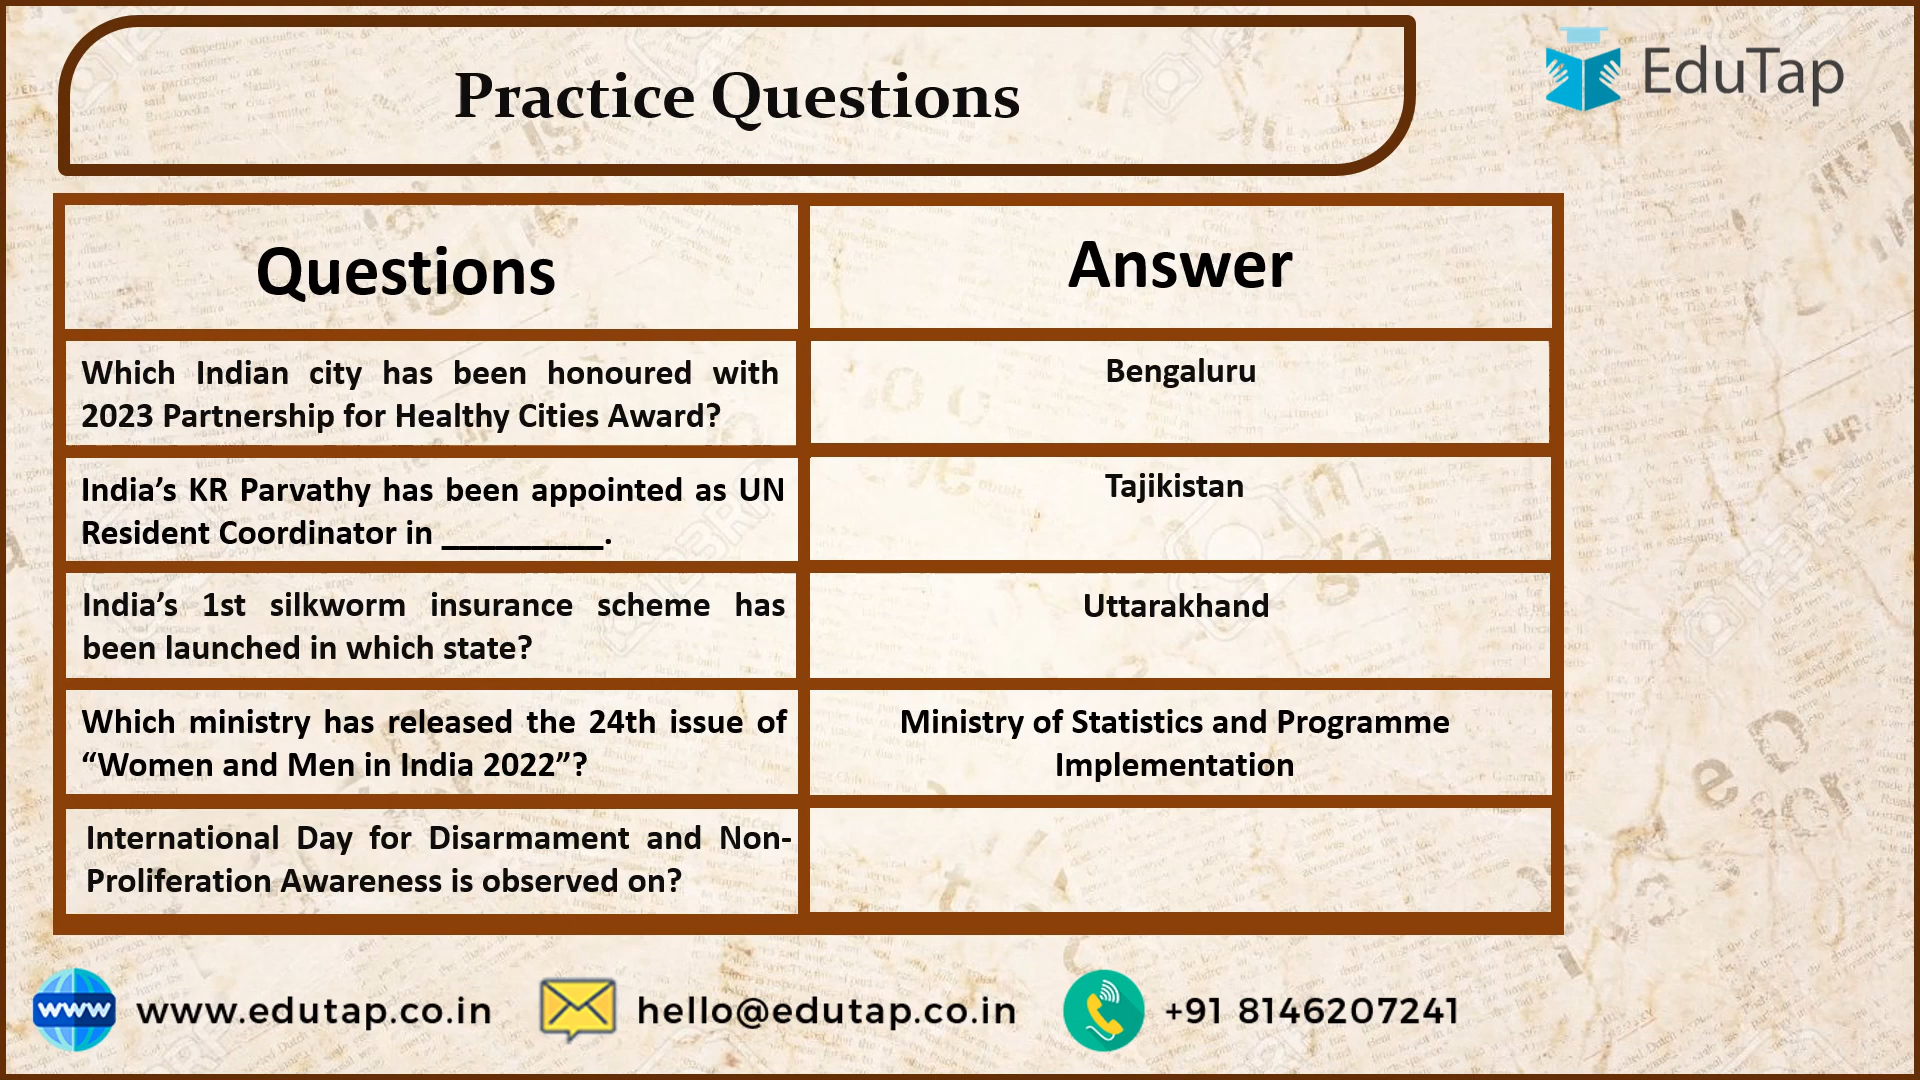 Practice Questions
EduTap
Questions
Answer
Which Indian city has been honoured with
2023 Partnership for Healthy Cities Award?
Bengaluru
India’s KR Parvathy has been appointed as UN
Resident Coordinator in _________.
Tajikistan
India’s 1st silkworm insurance scheme has
been launched in which state?
Uttarakhand
Which ministry has released the 24th issue of
“Women and Men in India 2022”?
Ministry of Statistics and Programme
Implementation
International Day for Disarmament and Non-
Proliferation Awareness is observed on?
www
www.edutap.co.in
hello@edutap.co.in
+91 8146207241